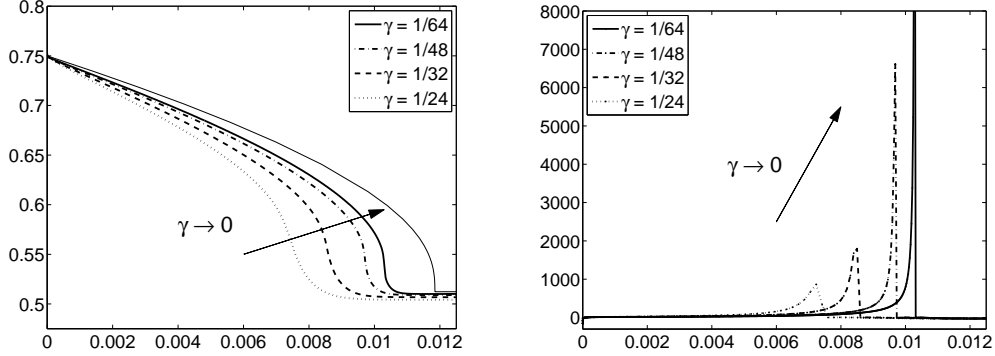 0.8
0.75
0.7
0.65
0.6
0.55
0.5
0 0.002 0.004 0.006 0.008 0.01 0.012
γ = 1/64
γ = 1/48
γ = 1/32
γ = 1/24
γ → 0
8000
7000
6000
5000
4000
3000
2000
1000
0
0 0.002 0.004 0.006 0.008 0.01 0.012
γ = 1/64
γ = 1/48
γ = 1/32
γ = 1/24
γ → 0